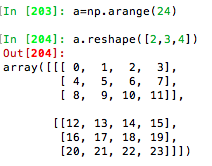 In [203]: a=np.arange(24)
In [204]: a.reshape([2,3,4])
Out[204]:
array([[[ 0,  1,  2,  3],
        [ 4,  5,  6,  7],
        [ 8,  9, 10, 11]],
       [[12, 13, 14, 15],
        [16, 17, 18, 19],
        [20, 21, 22, 23]]])